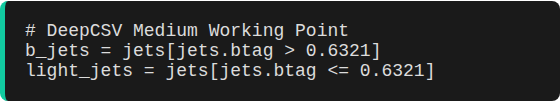 # DeepCSV Medium Working Point
b_jets = jets[jets.btag > 0.6321]
light_jets = jets[jets.btag <= 0.6321]